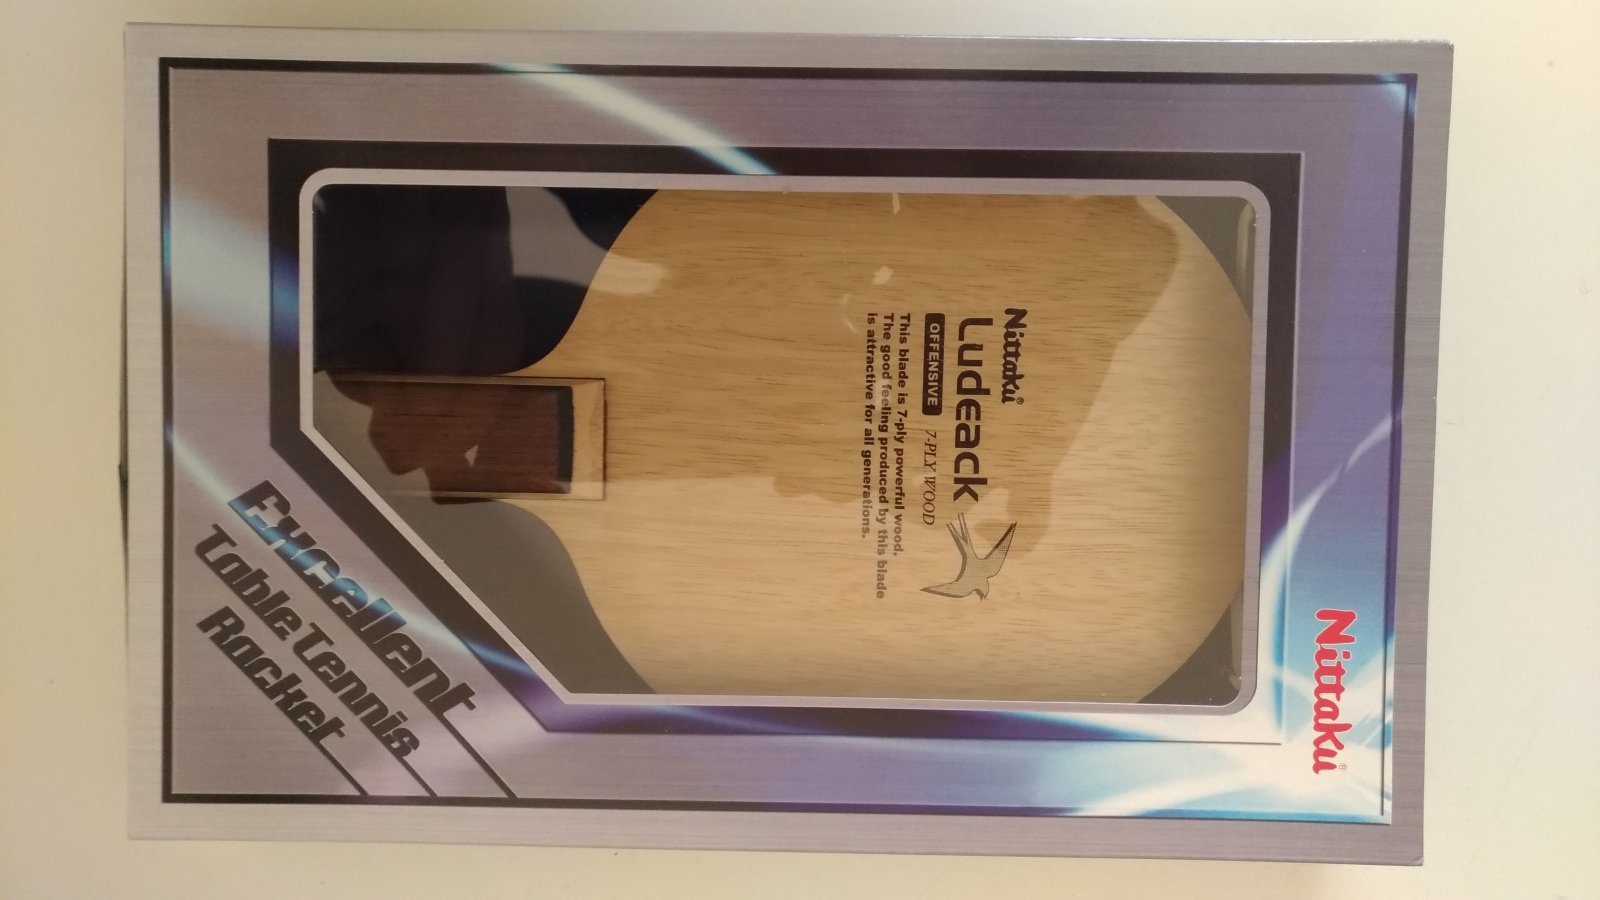 Nittaku®
Nittaku®
Ludeack
OFFENSIVE 7-PLY WOOD
This blade is 7-ply powerful wood.
The good feeling produced by this blade
is attractive for all generations.
Excellent
Table Tennis
Racket